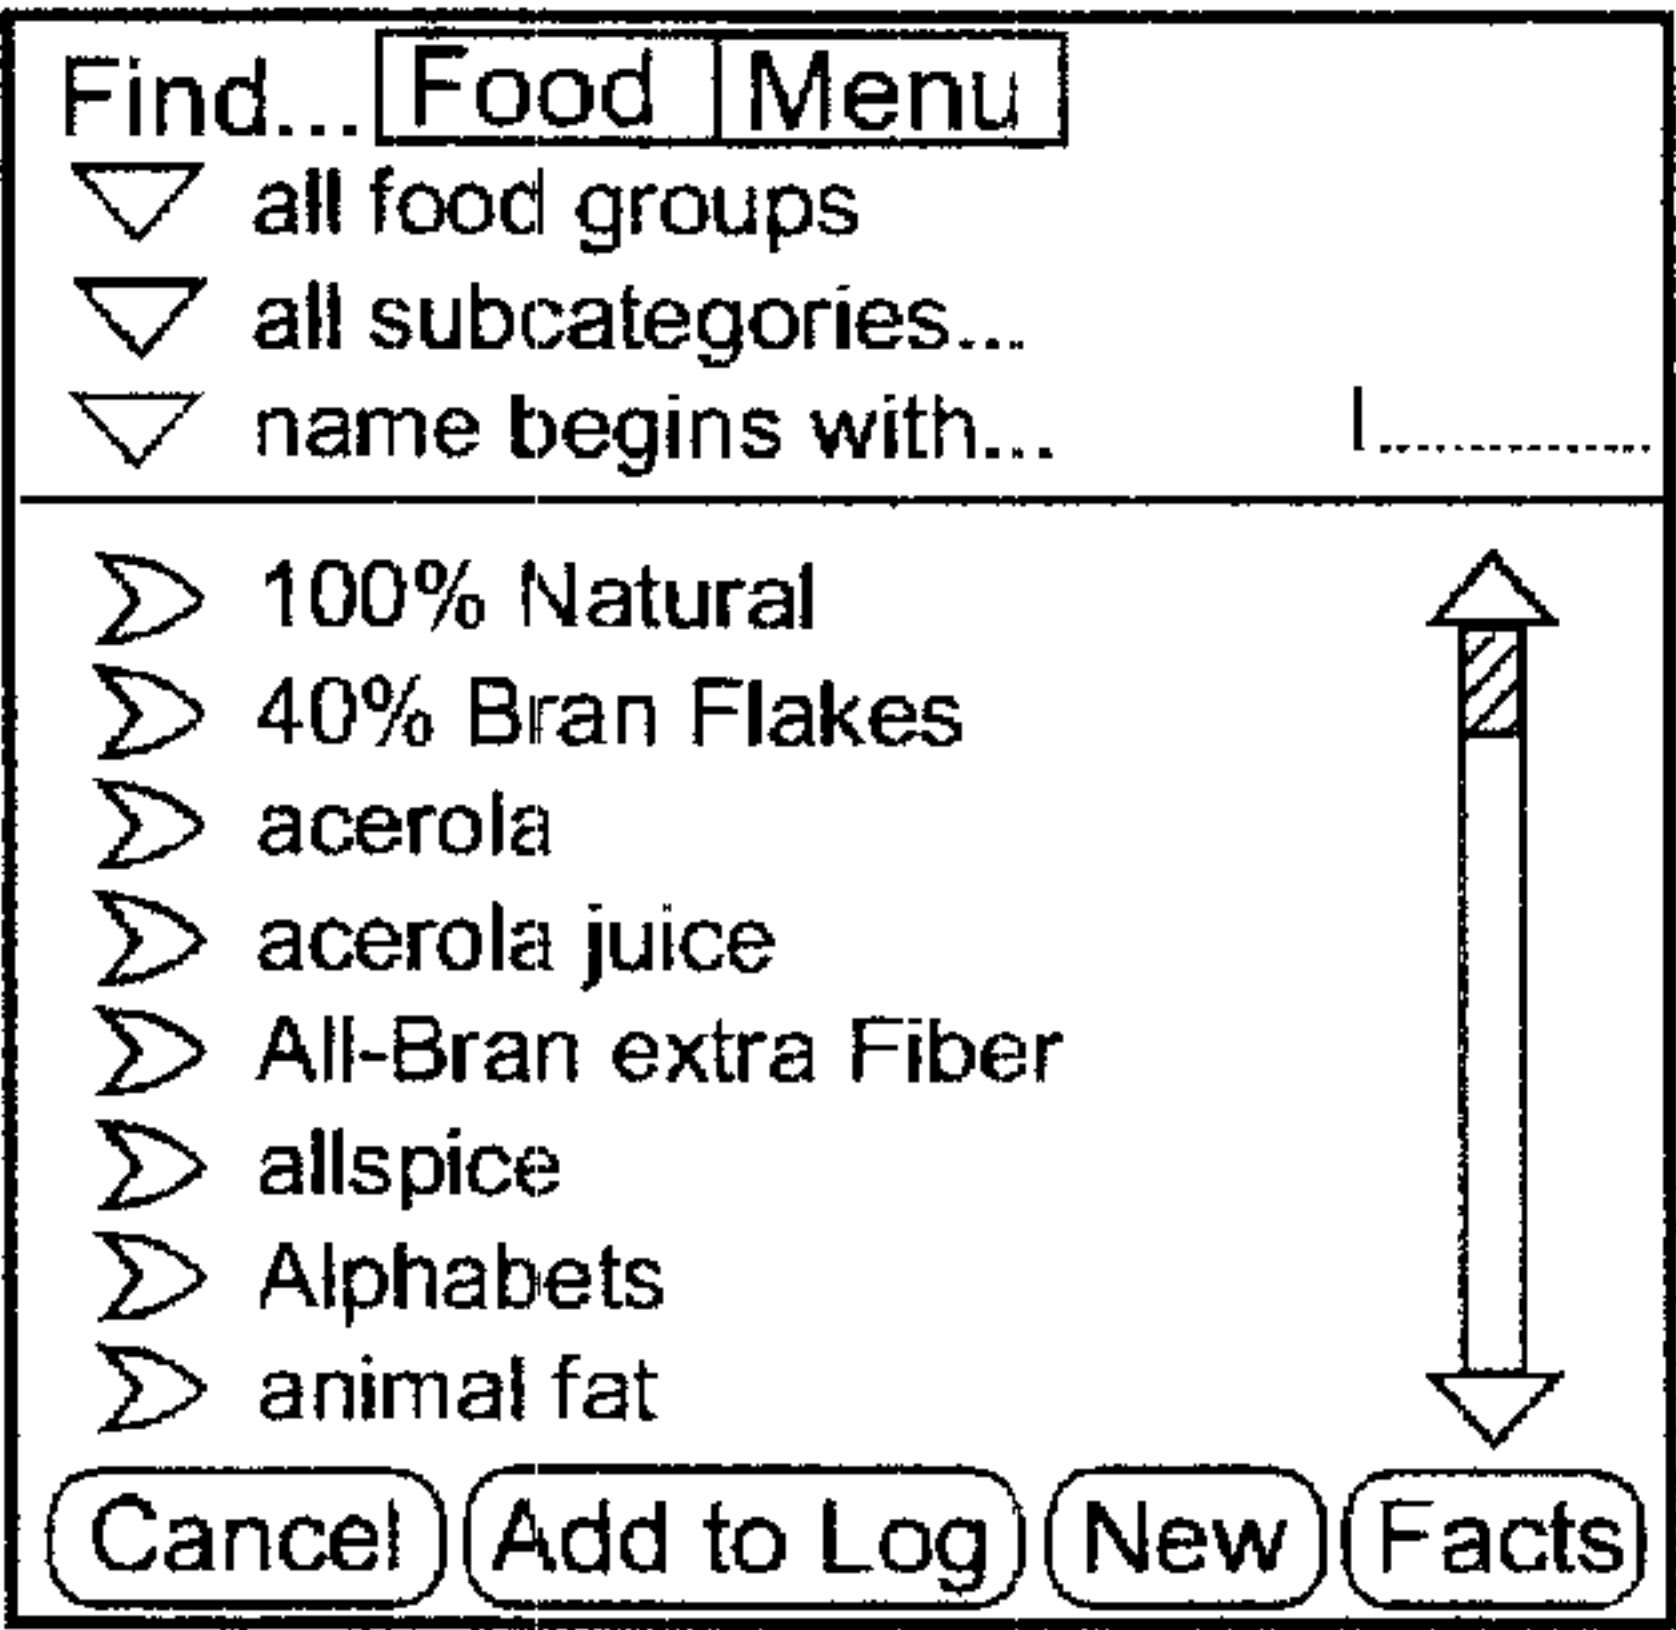 Find... Food Menu
all food groups
all subcategories...
name begins with...
100% Natural
40% Bran Flakes
acerola
acerola juice
All-Bran extra Fiber
allspice
Alphabets
animal fat
Cancel Add to Log New Facts